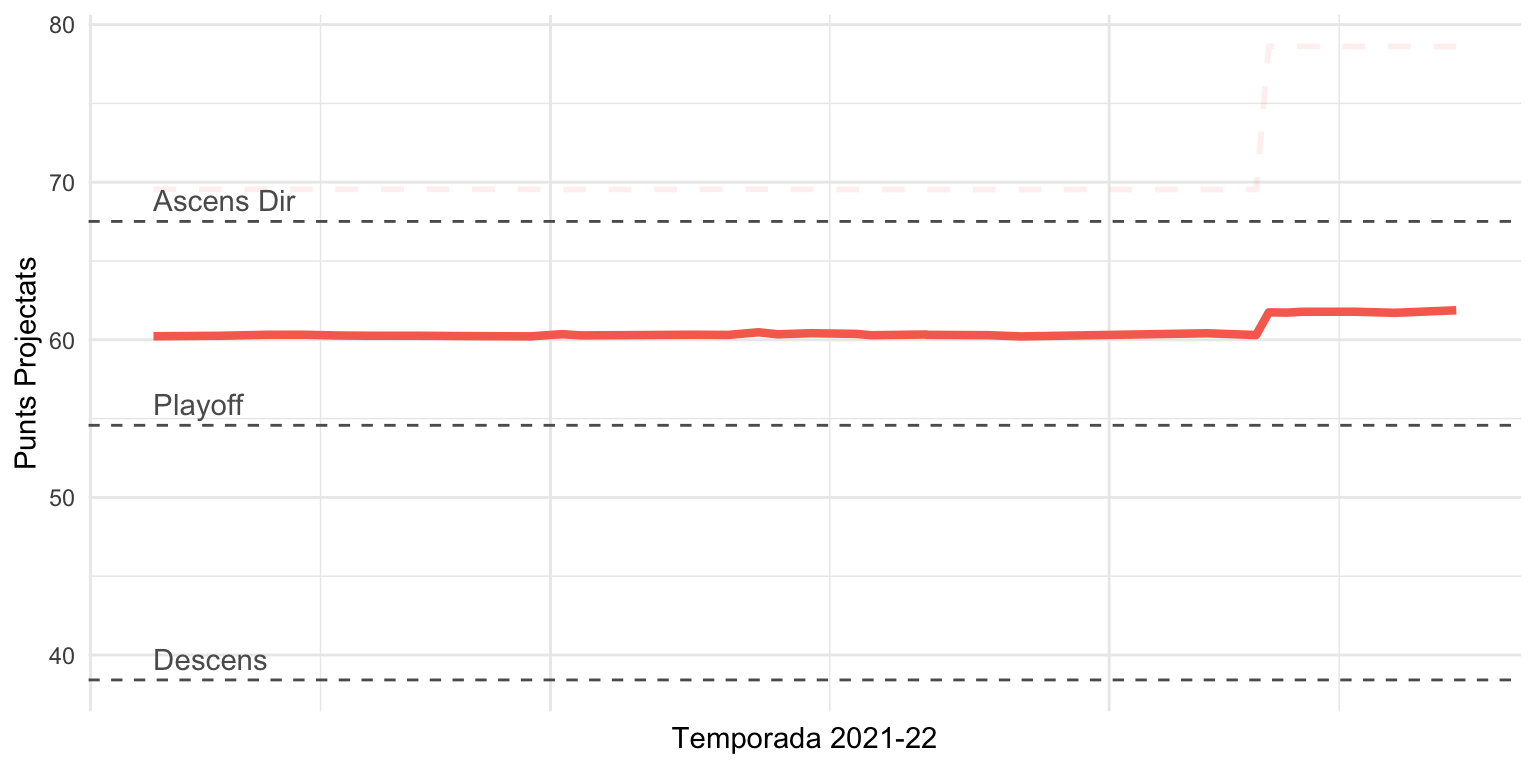 80
70
60
50
40
Punts Projectats
Ascens Dir
Playoff
Descens
Temporada 2021-22